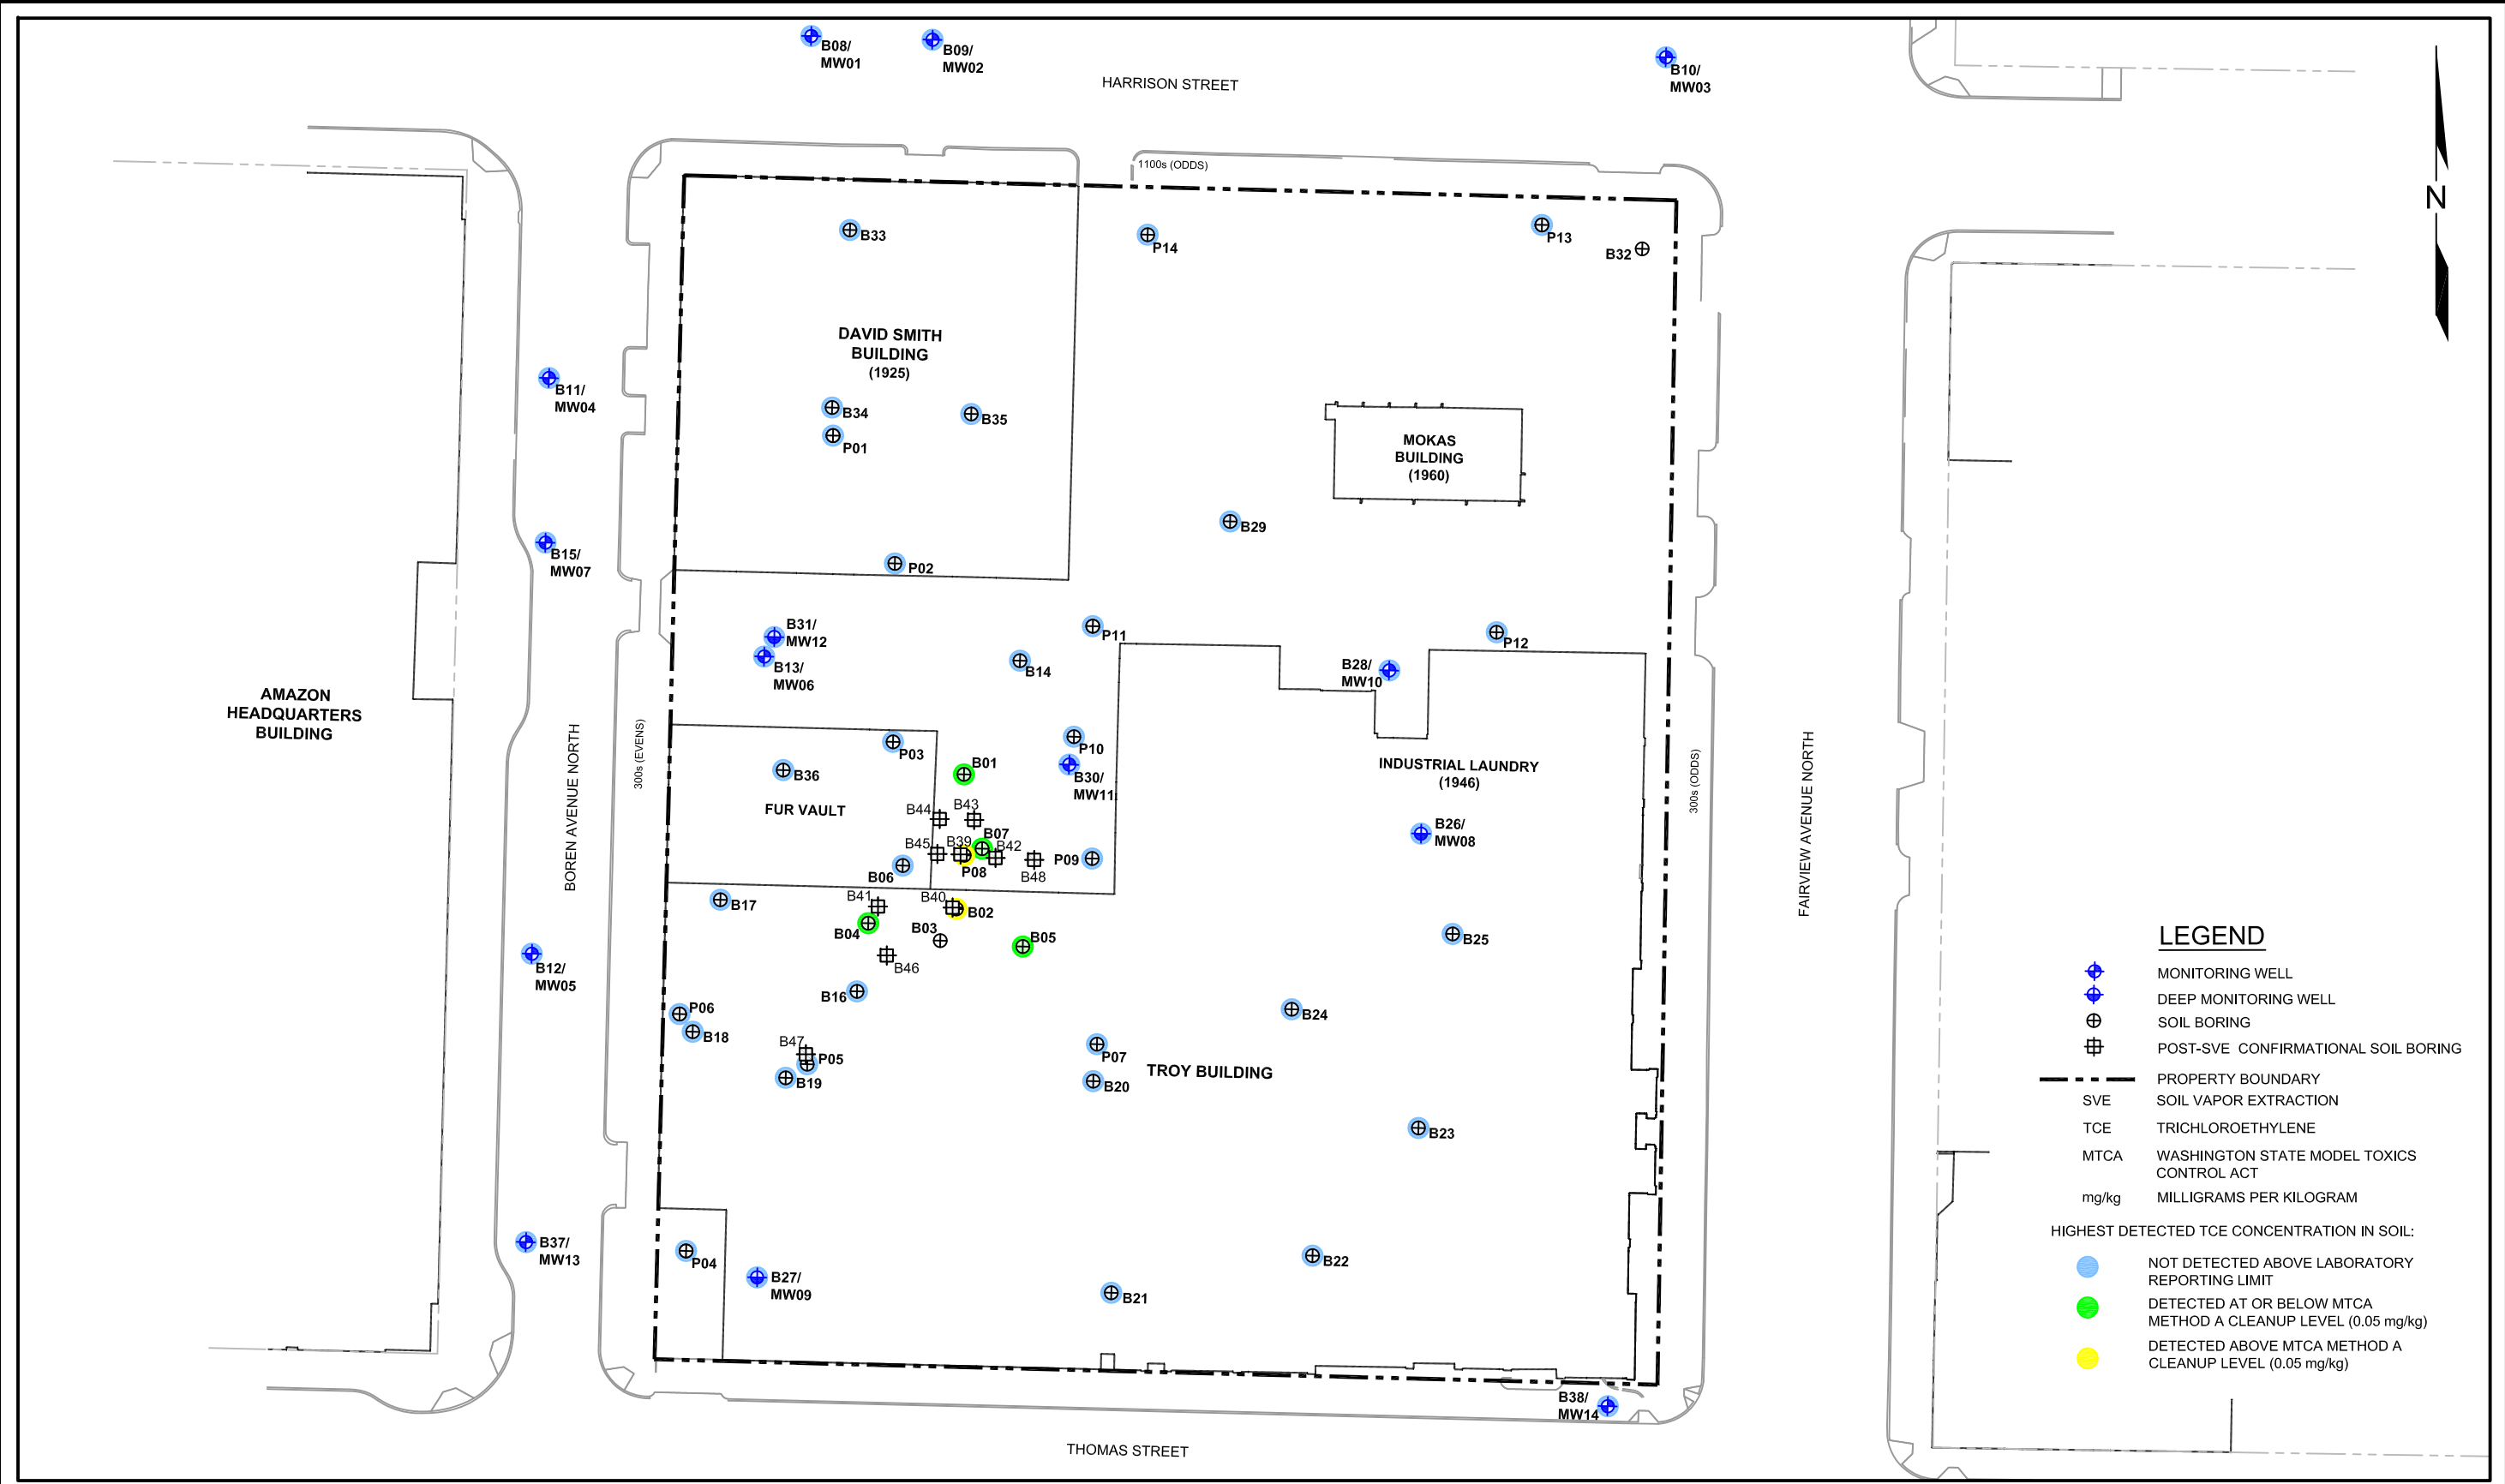 B08/
MW01
B09/
MW02
B10/
MW03
HARRISON STREET
1100s (ODDS)
N
B33
P14
P13
B32
DAVID SMITH
BUILDING
(1925)
B11/
MW04
B34
B35
P01
MOKAS
BUILDING
(1960)
B29
B15/
MW07
P02
B31/
MW12
P11
P12
B13/
MW06
B14
B28/
MW10
AMAZON
HEADQUARTERS
BUILDING
BOREN AVENUE NORTH
300s (EVENS)
P03
P10
B36
B01
B30/
MW11
INDUSTRIAL LAUNDRY
(1946)
300s (ODDS)
FAIRVIEW AVENUE NORTH
FUR VAULT
B44
B43
B07
B26/
MW08
B45
B39
B42
P09
B06
P08
B48
B17
B41
B40
B02
B04
B03
B05
B25
B46
B12/
MW05
B16
P06
B24
B18
B47
P05
P07
B19
B20
TROY BUILDING
B23
B37/
MW13
P04
B22
B27/
MW09
B21
B38/
MW14
THOMAS STREET
LEGEND
MONITORING WELL
DEEP MONITORING WELL
SOIL BORING
POST-SVE CONFIRMATIONAL SOIL BORING
PROPERTY BOUNDARY
SVE SOIL VAPOR EXTRACTION
TCE TRICHLOROETHYLENE
MTCA WASHINGTON STATE MODEL TOXICS
CONTROL ACT
mg/kg MILLIGRAMS PER KILOGRAM
HIGHEST DETECTED TCE CONCENTRATION IN SOIL:
NOT DETECTED ABOVE LABORATORY
REPORTING LIMIT
DETECTED AT OR BELOW MTCA
METHOD A CLEANUP LEVEL (0.05 mg/kg)
DETECTED ABOVE MTCA METHOD A
CLEANUP LEVEL (0.05 mg/kg)